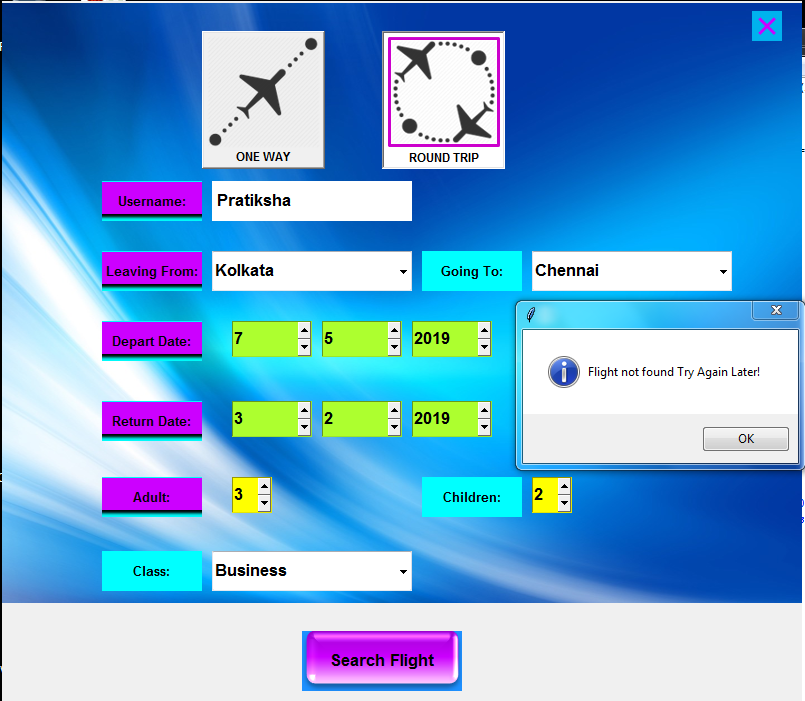 ONE WAY
ROUND TRIP
Username: Pratiksha
Leaving From: Kolkata Going To: Chennai
Depart Date: 7 5 2019
Flight not found Try Again Later!
Return Date: 3 2 2019
OK
Adult: 3 Children: 2
Class: Business
Search Flight